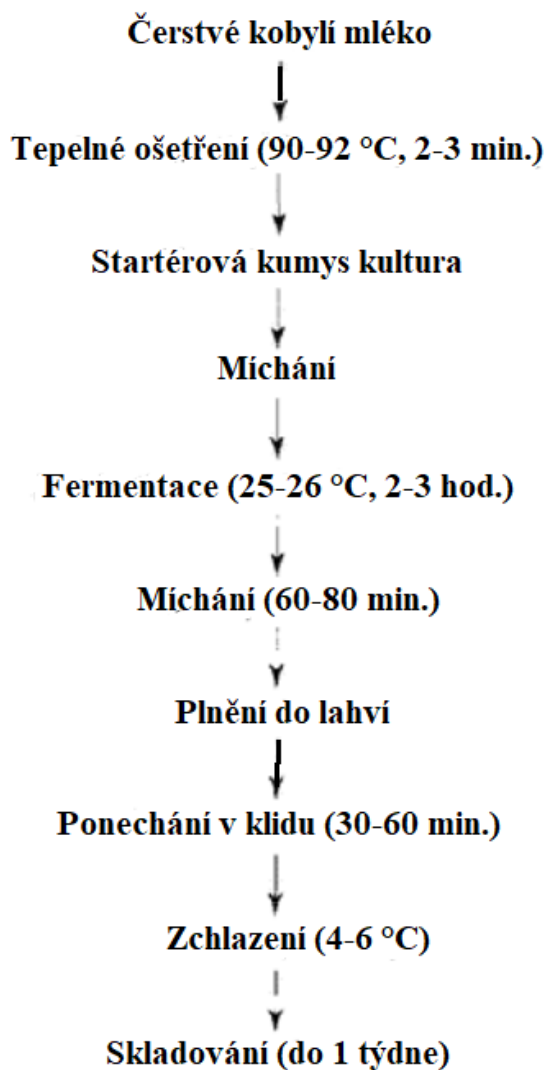 Čerstvé kobylí mléko
Tepelné ošetření (90-92 °C, 2-3 min.)
Startérová kumys kultura
Míchání
Fermentace (25-26 °C, 2-3 hod.)
Míchání (60-80 min.)
Plnění do lahví
Ponechání v klidu (30-60 min.)
Zchlazení (4-6 °C)
Skladování (do 1 týdne)